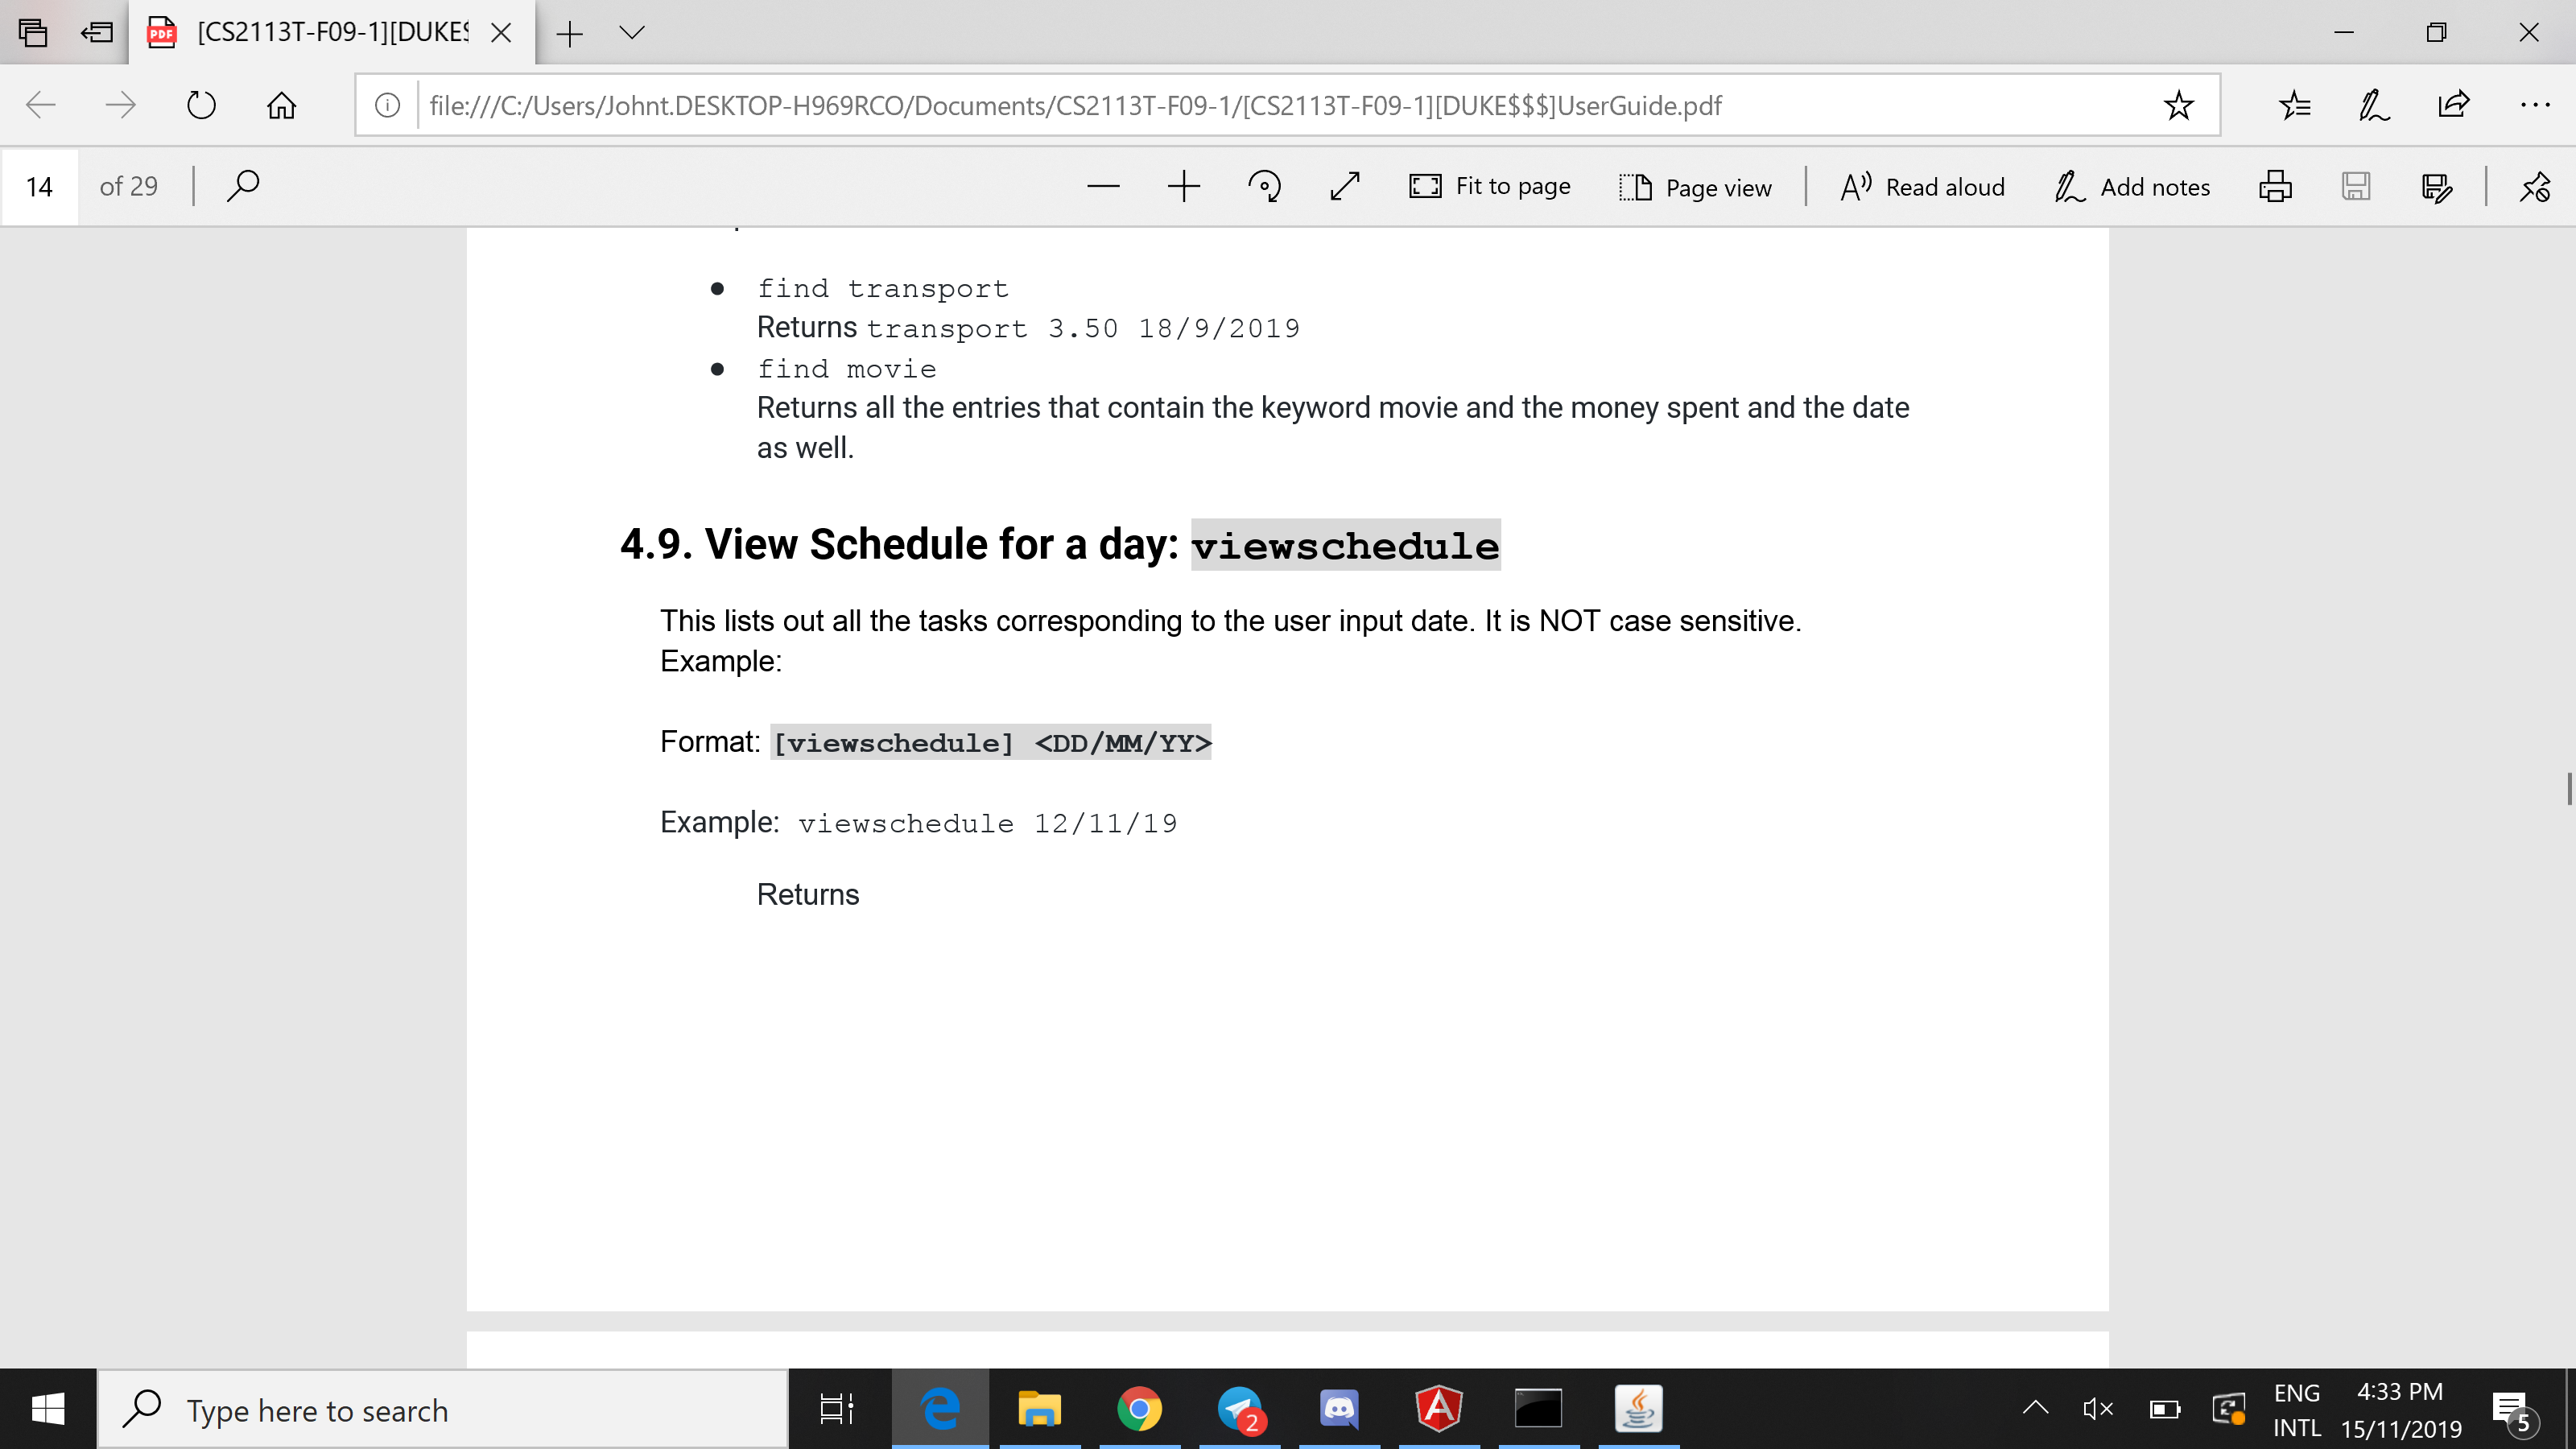 [CS2113T-F09-1][DUKE$
file:///C:/Users/Johnt.DESKTOP-H969RCO/Documents/CS2113T-F09-1/[CS2113T-F09-1][DUKE$$$]UserGuide.pdf
14 of 29 Fit to page Page view Read aloud Add notes
find transport
Returns transport 3.50 18/9/2019
find movie
Returns all the entries that contain the keyword movie and the money spent and the date
as well.
4.9. View Schedule for a day: viewschedule
This lists out all the tasks corresponding to the user input date. It is NOT case sensitive.
Example:
Format: [viewschedule] <DD/MM/YY>
Example: viewschedule 12/11/19
Returns
Type here to search
2
ENG
INTL
4:33 PM
15/11/2019
5